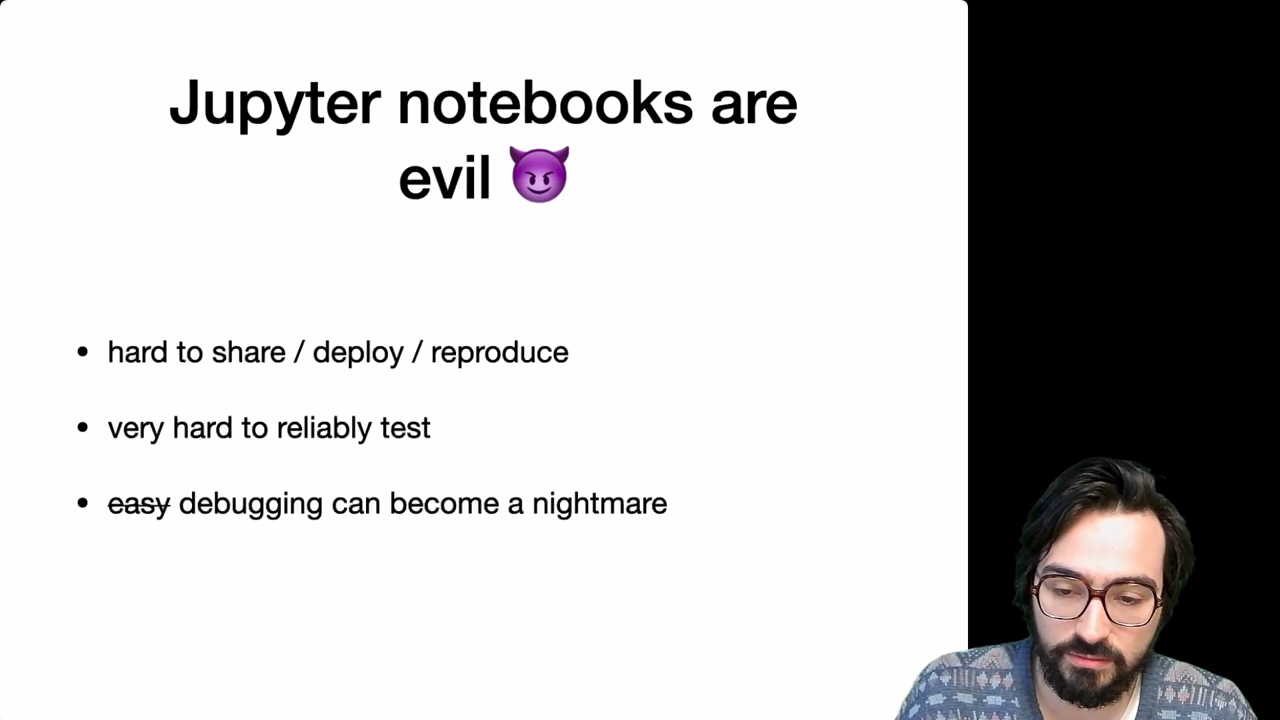 Jupyter notebooks are
evil 😈
• hard to share / deploy / reproduce
• very hard to reliably test
• easy debugging can become a nightmare